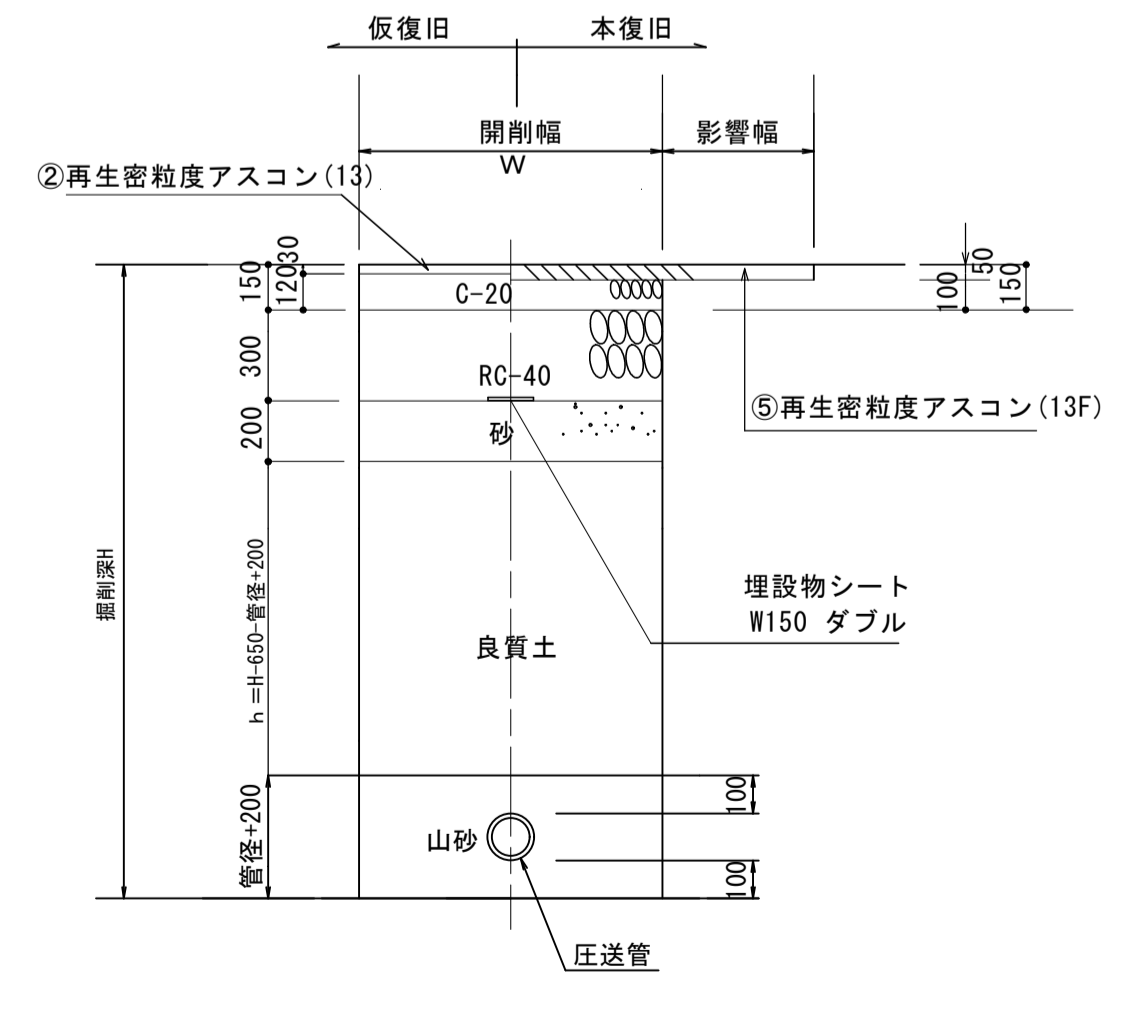 仮復旧
本復旧
開削幅
W
影響幅
②再生密粒度アスコン(13)
30
120
150
50
100
150
C-20
300
RC-40
⑤再生密粒度アスコン(13F)
200
砂
掘削深H
h=H-650-管径+200
埋設物シート
W150 ダブル
良質土
管径+200
100
山砂
100
圧送管